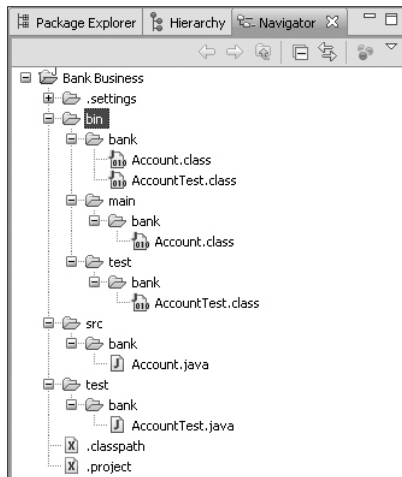 Package Explorer Hierarchy Navigator
Bank Business
.settings
bin
bank
Account.class
AccountTest.class
main
bank
Account.class
test
bank
AccountTest.class
src
bank
Account.java
test
bank
AccountTest.java
.classpath
.project